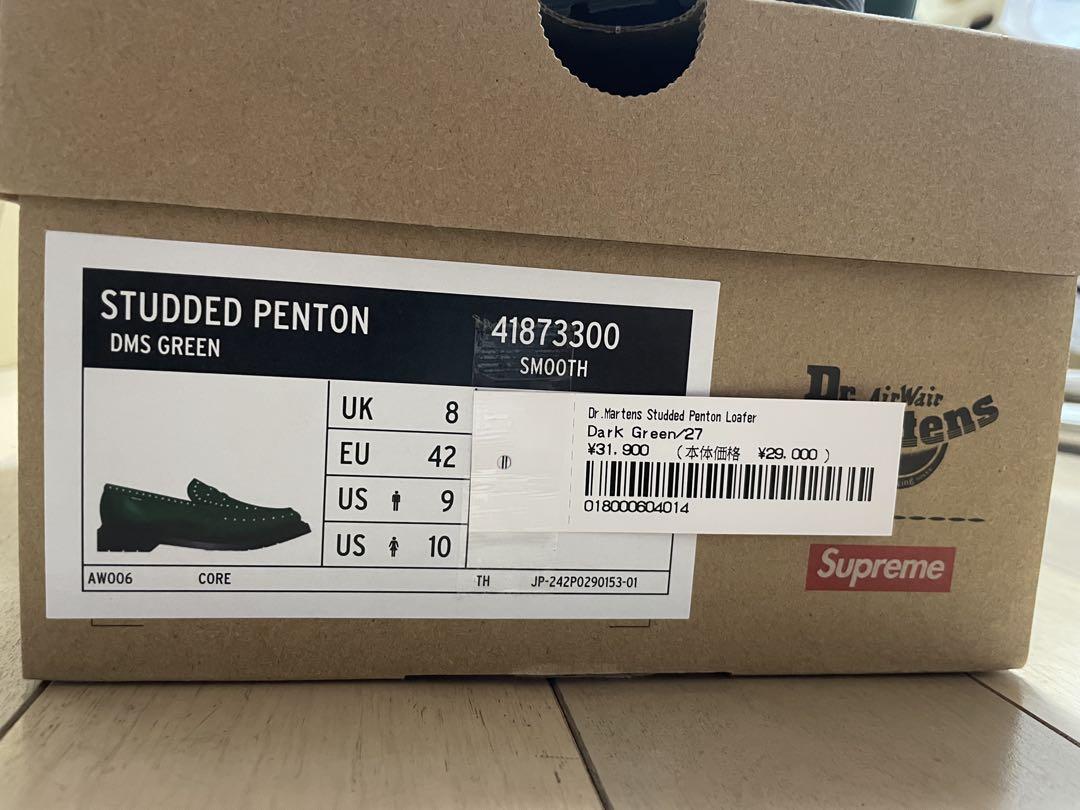 STUDDED PENTON
DMS GREEN
41873300
SMOOTH
UK 8
EU 42
US 9
US 10
AW006 CORE TH JP-242P0290153-01
Dr.Martens Studded Penton Loafer
Dark Green/27
¥31.900 (本体価格 ¥29.000 )
018000604014
Dr. AirWair
tens
Supreme